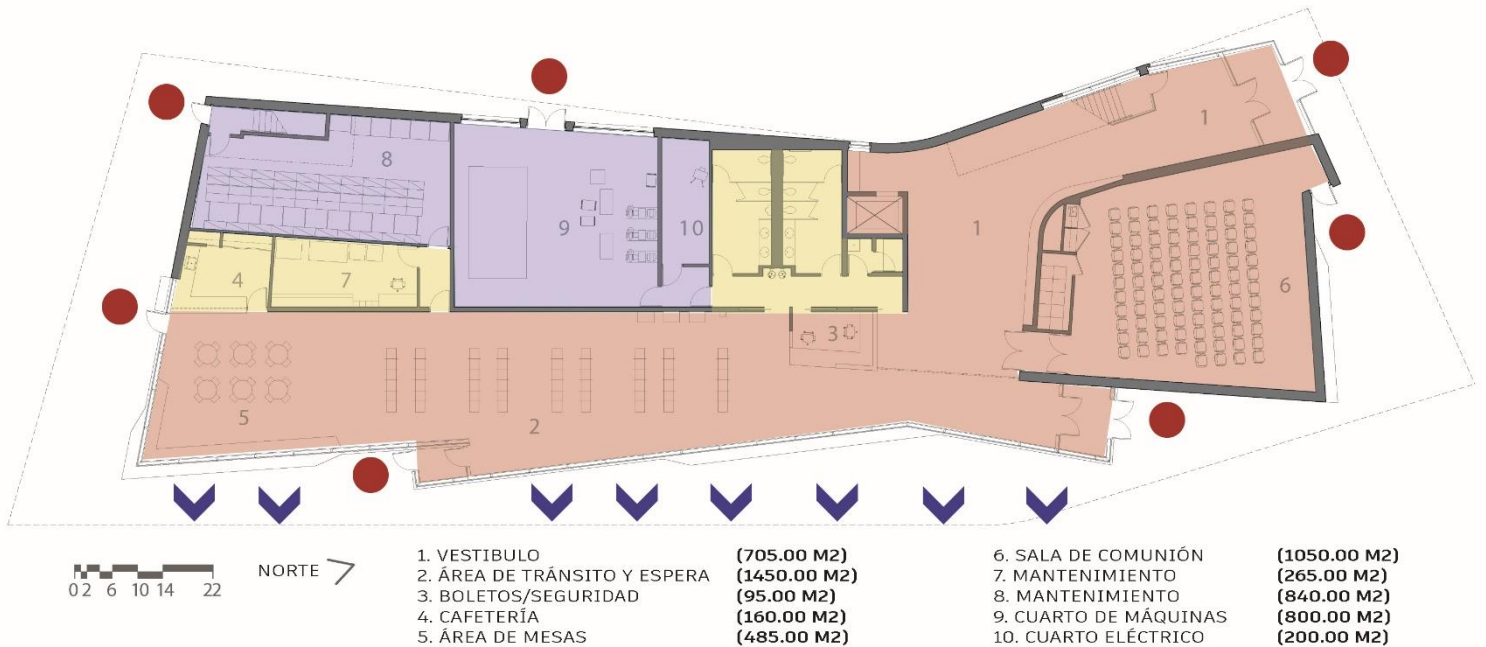 1
8
9
10
1
4
7
6
3
5
2
0 2 6 10 14 22
NORTE
1. VESTIBULO (705.00 M2)
2. ÁREA DE TRÁNSITO Y ESPERA (1450.00 M2)
3. BOLETOS/SEGURIDAD (95.00 M2)
4. CAFETERÍA (160.00 M2)
5. ÁREA DE MESAS (485.00 M2)
6. SALA DE COMUNIÓN (1050.00 M2)
7. MANTENIMIENTO (265.00 M2)
8. MANTENIMIENTO (840.00 M2)
9. CUARTO DE MÁQUINAS (800.00 M2)
10. CUARTO ELÉCTRICO (200.00 M2)